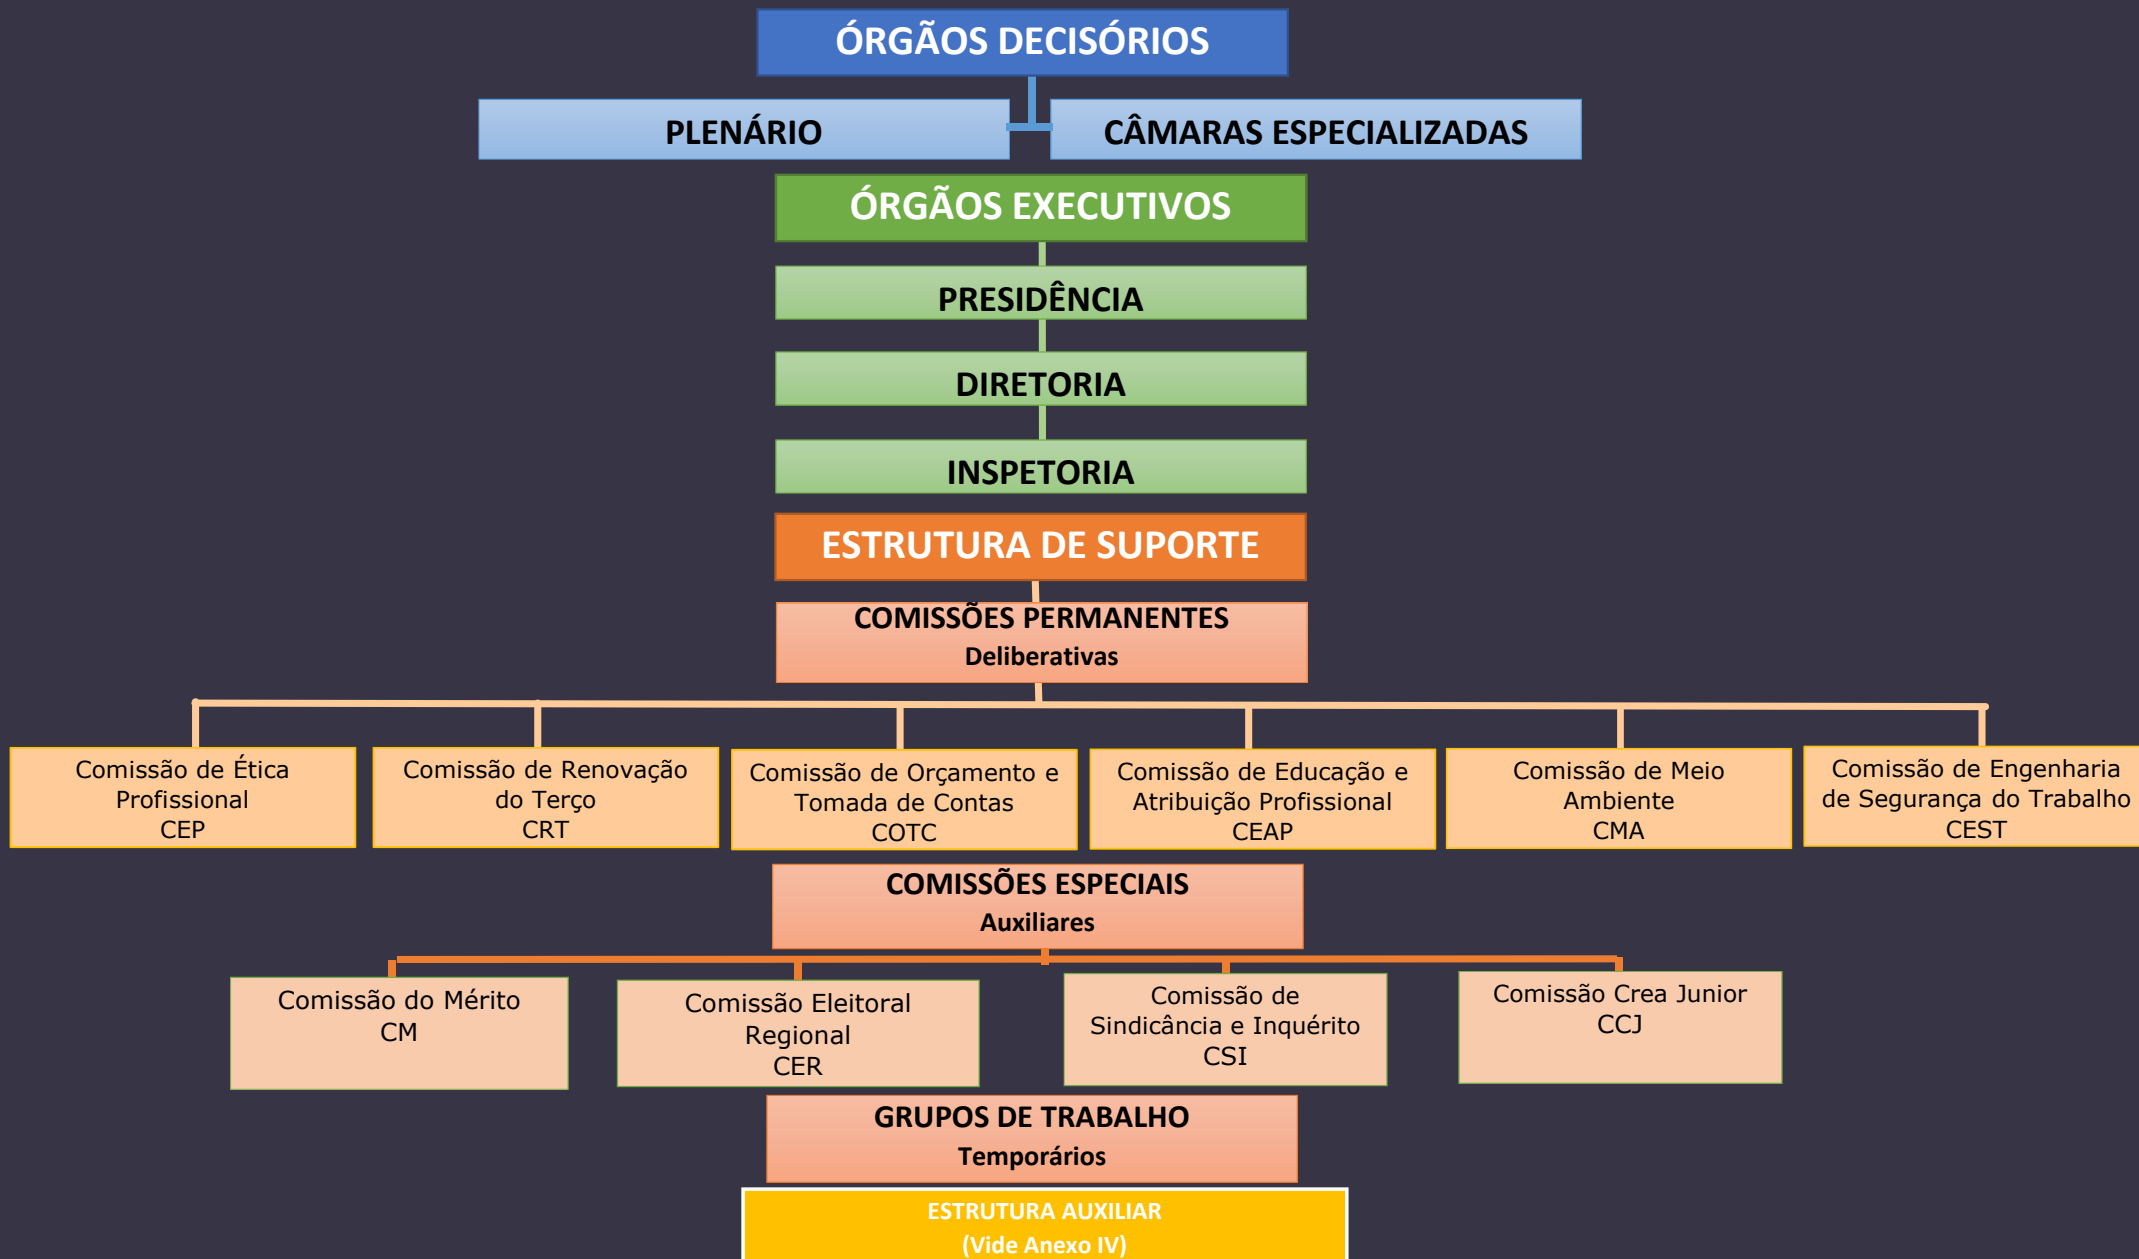 ÓRGÃOS DECISÓRIOS
PLENÁRIO
CÂMARAS ESPECIALIZADAS
ÓRGÃOS EXECUTIVOS
PRESIDÊNCIA
DIRETORIA
INSPETORIA
ESTRUTURA DE SUPORTE
COMISSÕES PERMANENTES
Deliberativas
Comissão de Ética
Profissional
CEP
Comissão de Renovação
do Terço
CRT
Comissão de Orçamento e
Tomada de Contas
COTC
Comissão de Educação e
Atribuição Profissional
CEAP
Comissão de Meio
Ambiente
CMA
Comissão de Engenharia
de Segurança do Trabalho
CEST
COMISSÕES ESPECIAIS
Auxiliares
Comissão do Mérito
CM
Comissão Eleitoral
Regional
CER
Comissão de
Sindicância e Inquérito
CSI
Comissão Crea Junior
CCJ
GRUPOS DE TRABALHO
Temporários
ESTRUTURA AUXILIAR
(Vide Anexo IV)